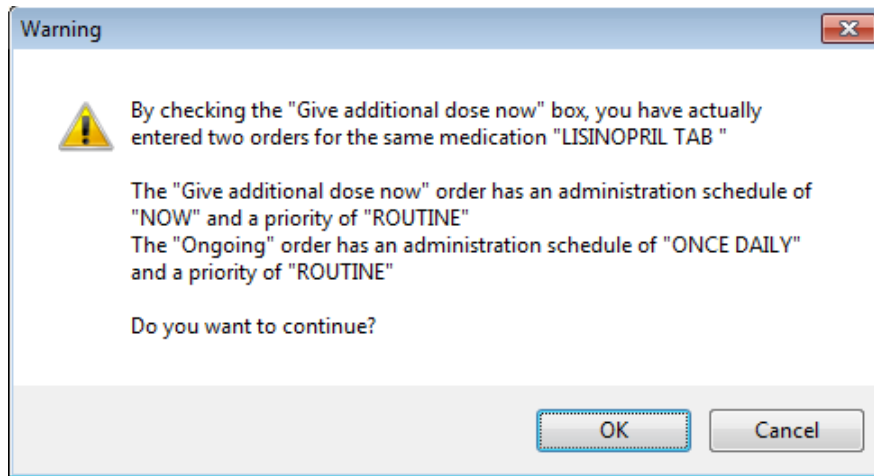 Warning
By checking the "Give additional dose now" box, you have actually
entered two orders for the same medication "LISINOPRIL TAB "
The "Give additional dose now" order has an administration schedule of
"NOW" and a priority of "ROUTINE"
The "Ongoing" order has an administration schedule of "ONCE DAILY"
and a priority of "ROUTINE"
Do you want to continue?
OK
Cancel